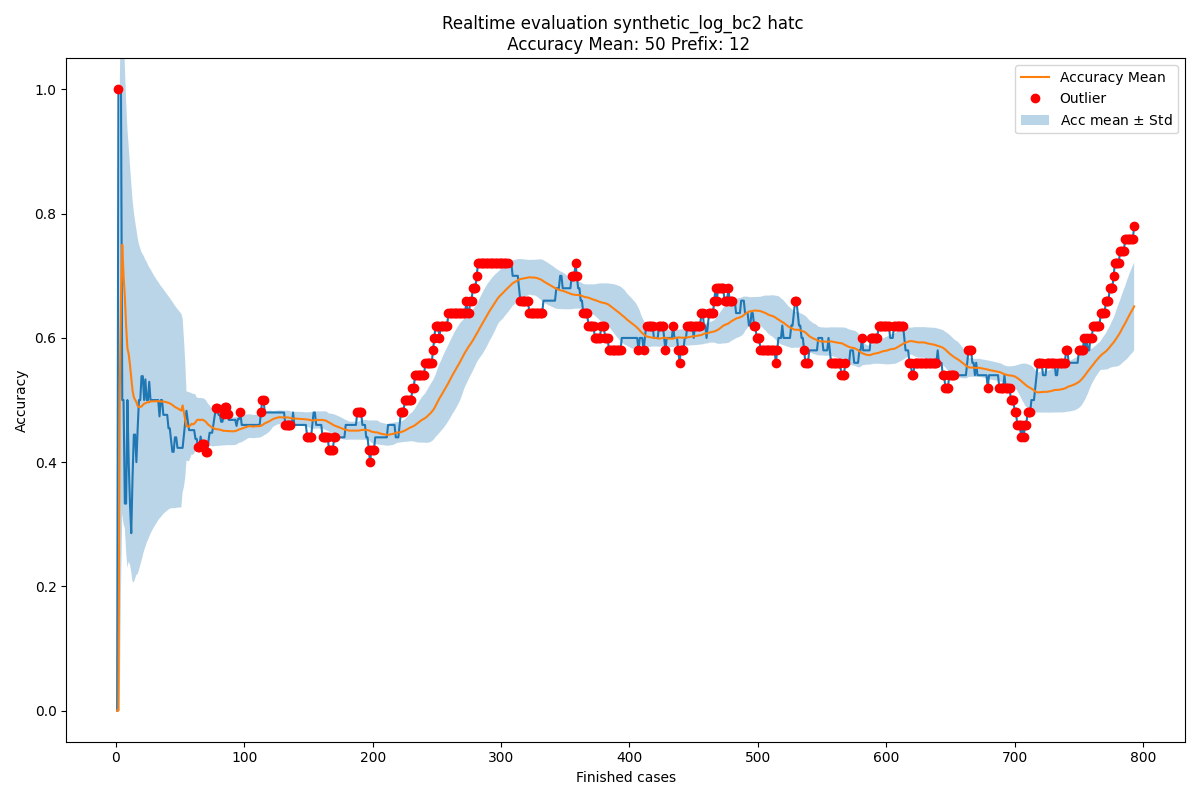 Realtime evaluation synthetic_log_bc2 hatc
Accuracy Mean: 50 Prefix: 12
Accuracy Mean
Outlier
Acc mean ± Std
Accuracy
1.0
0.8
0.6
0.4
0.2
0.0
0 100 200 300 400 500 600 700 800
Finished cases